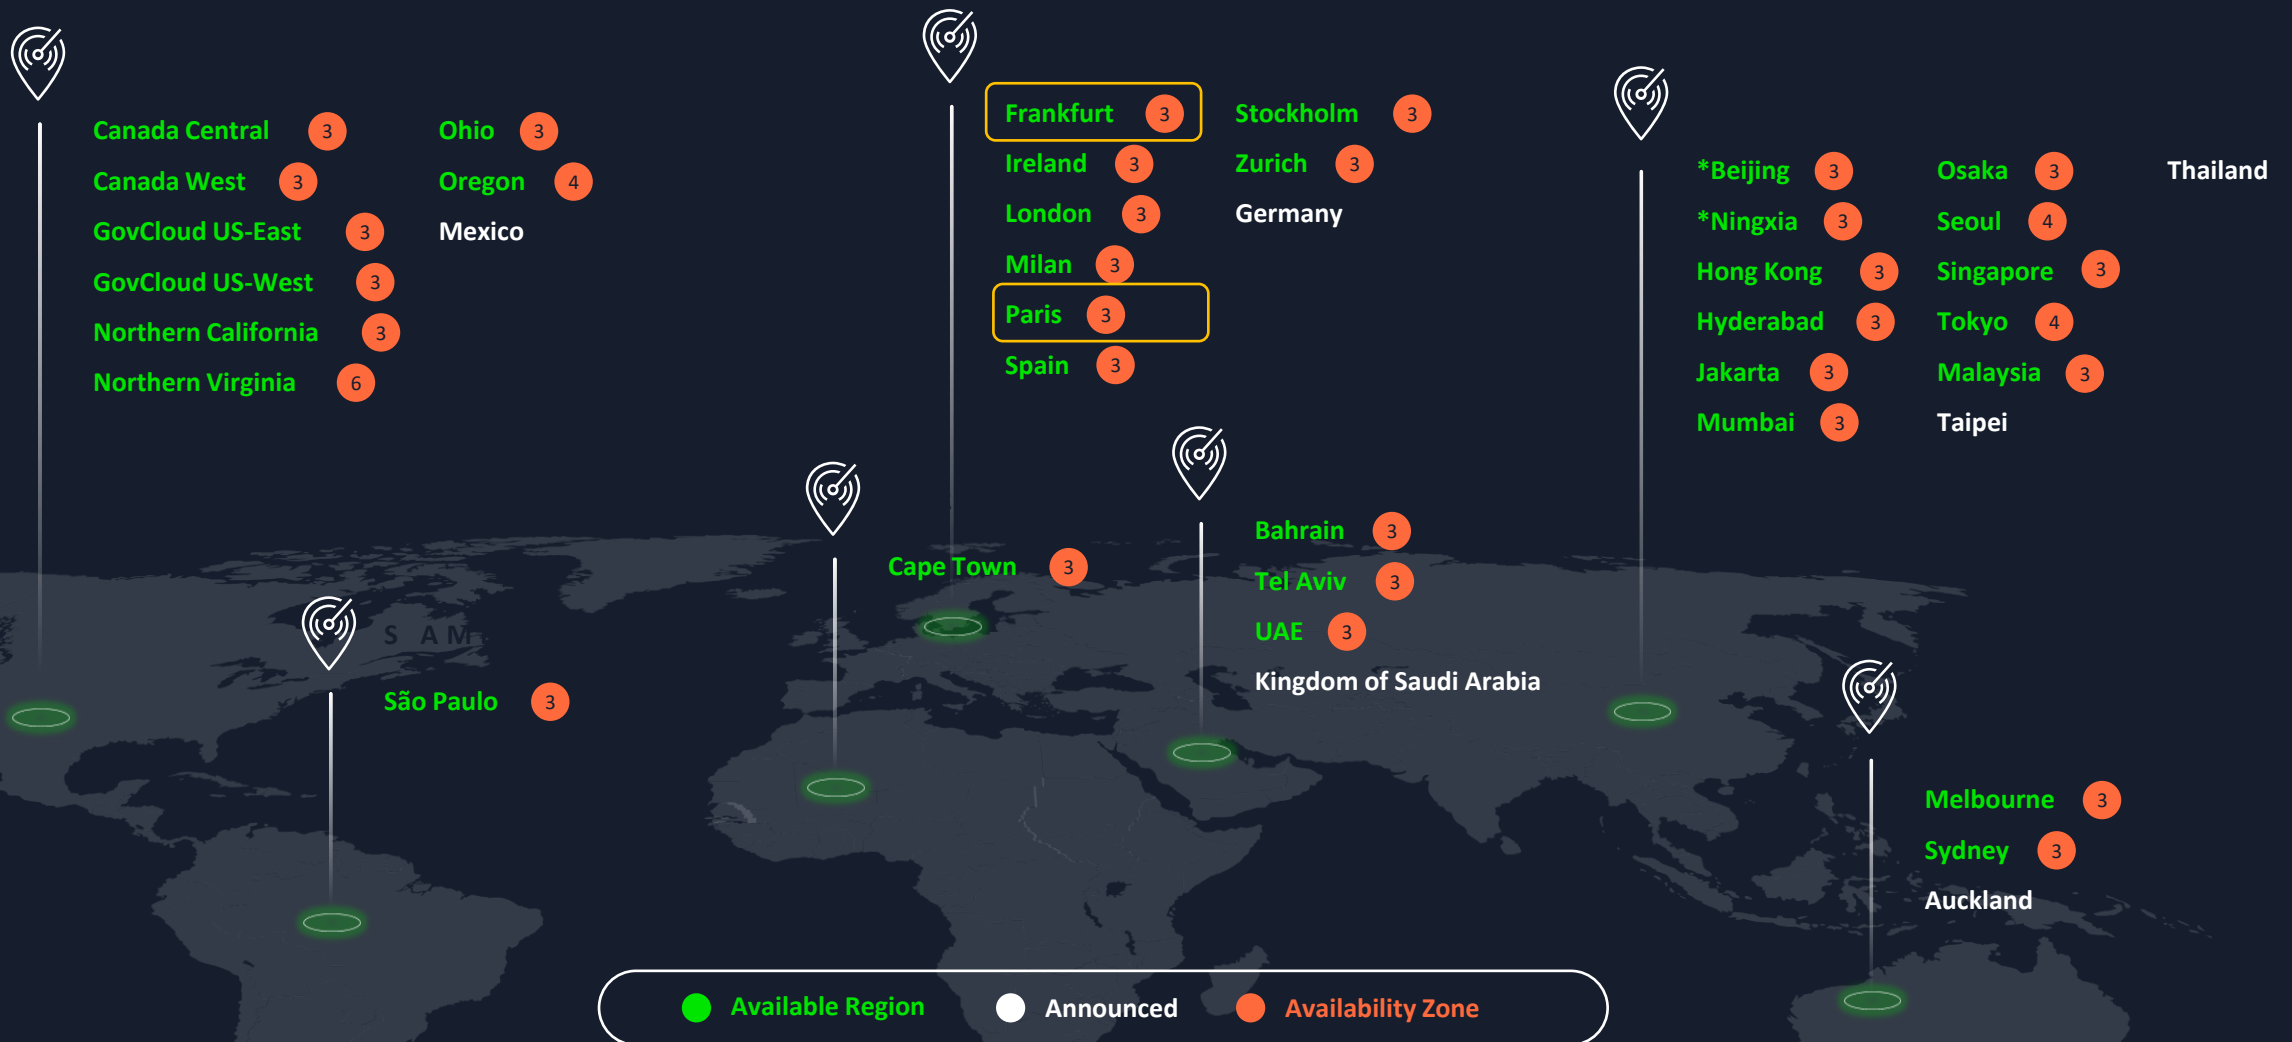 Canada Central 3
Canada West 3
GovCloud US-East 3
GovCloud US-West 3
Northern California 3
Northern Virginia 6
Ohio 3
Oregon 4
Mexico
S AM
São Paulo 3
Cape Town 3
Frankfurt 3
Ireland 3
London 3
Milan 3
Paris 3
Spain 3
Stockholm 3
Zurich 3
Germany
Bahrain 3
Tel Aviv 3
UAE 3
Kingdom of Saudi Arabia
*Beijing 3
*Ningxia 3
Hong Kong 3
Hyderabad 3
Jakarta 3
Mumbai 3
Osaka 3
Seoul 4
Singapore 3
Tokyo 4
Malaysia 3
Taipei
Thailand
Melbourne 3
Sydney 3
Auckland
Available Region
Announced
Availability Zone